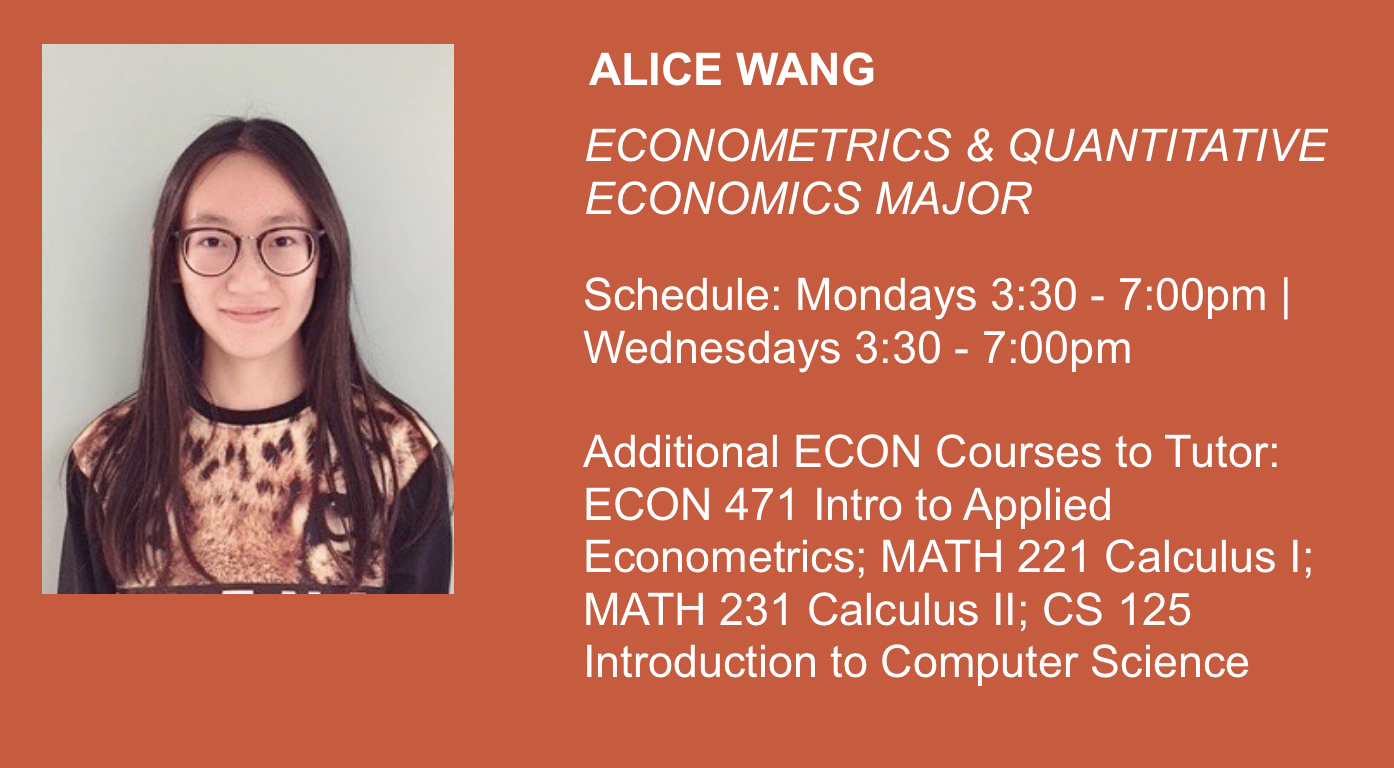 ALICE WANG
ECONOMETRICS & QUANTITATIVE
ECONOMICS MAJOR
Schedule: Mondays 3:30 - 7:00pm |
Wednesdays 3:30 - 7:00pm
Additional ECON Courses to Tutor:
ECON 471 Intro to Applied
Econometrics; MATH 221 Calculus I;
MATH 231 Calculus II; CS 125
Introduction to Computer Science